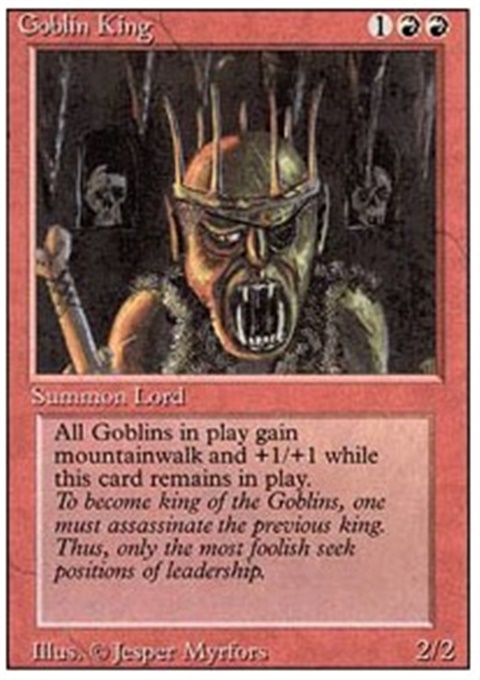 Goblin King 1
Summon Lord
All Goblins in play gain
mountainwalk and +1/+1 while
this card remains in play.
To become king of the Goblins, one
must assassinate the previous king.
Thus, only the most foolish seek
positions of leadership.
Illus. © Jesper Myrfors 2/2